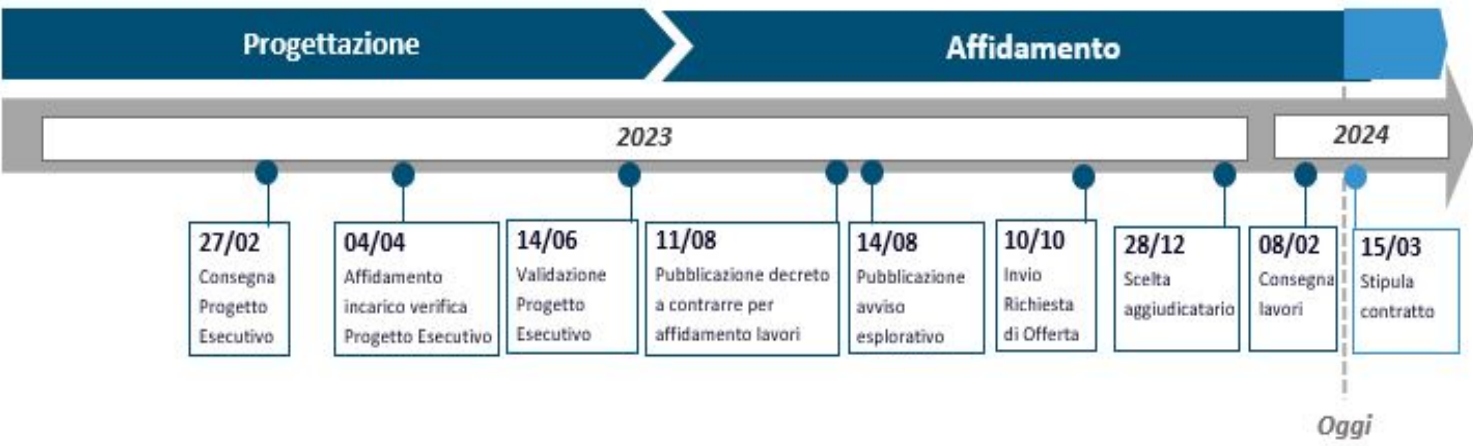 Progettazione
Affidamento
2023
2024
27/02
Consegna
Progetto
Esecutivo
04/04
Affidamento
incarico verifica
Progetto Esecutivo
14/06
Validazione
Progetto
Esecutivo
11/08
Pubblicazione decreto
a contrarre per
affidamento lavori
14/08
Pubblicazione
avviso
esplorativo
10/10
Invio
Richiesta
di Offerta
28/12
Scelta
aggiudicatario
08/02
Consegna
lavori
15/03
Stipula
contratto
Oggi